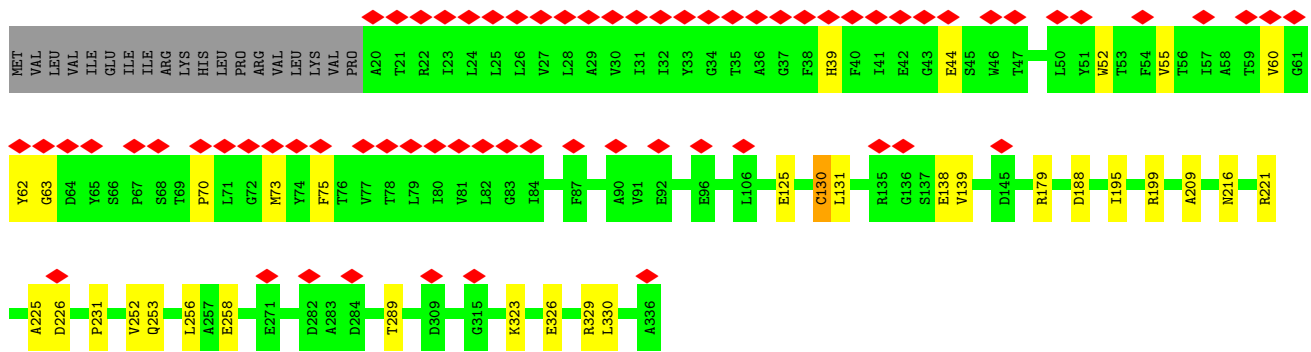 MET VAL LEU VAL ILE GLU ILE ILE ARG LYS HIS LEU PRO ARG VAL LEU LYS VAL PRO A20 T21 R22 I23 L24 L25 L26 V27 L28 A29 V30 I31 I32 Y33 G34 T35 A36 G37 F38 H39 F40 I41 E42 G43 E44 S45 W46 T47 L50 Y51 W52 T53 F54 V55 T56 I57 A58 T59 V60 G61
Y62 G63 D64 Y65 S66 P67 S68 T69 P70 L71 G72 M73 Y74 F75 T76 V77 T78 L79 I80 V81 L82 G83 I84 F87 A90 V91 E92 E96 L106 E125 C130 L131 R135 G136 S137 E138 V139 D145 R179 D188 I195 R199 A209 N216 R221
A225 D226 P231 V252 Q253 L256 A257 E258 E271 D282 A283 D284 T289 D309 G315 K323 E326 R329 L330 A336